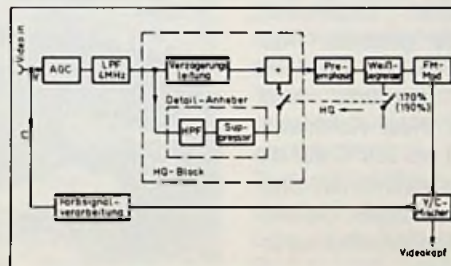 Video in
Y
AGC
LPF
4MHz
Verzögerungs
leitung
+
Pre-
emphase
Weiß-
begrenzer
FM-
Mod
Detail-Anheber
HPF
Sup-
pressor
HQ
170%
(190%)
HQ-Block
C
Farbsignal-
verarbeitung
Y/C-
Mischer
Videokopf